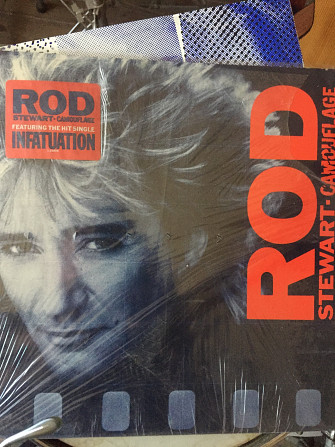 ROD
STEWART • CAMOUFLAGE
FEATURING THE HIT SINGLE
INFATUATION
ROD
STEWART • CAMOUFLAGE